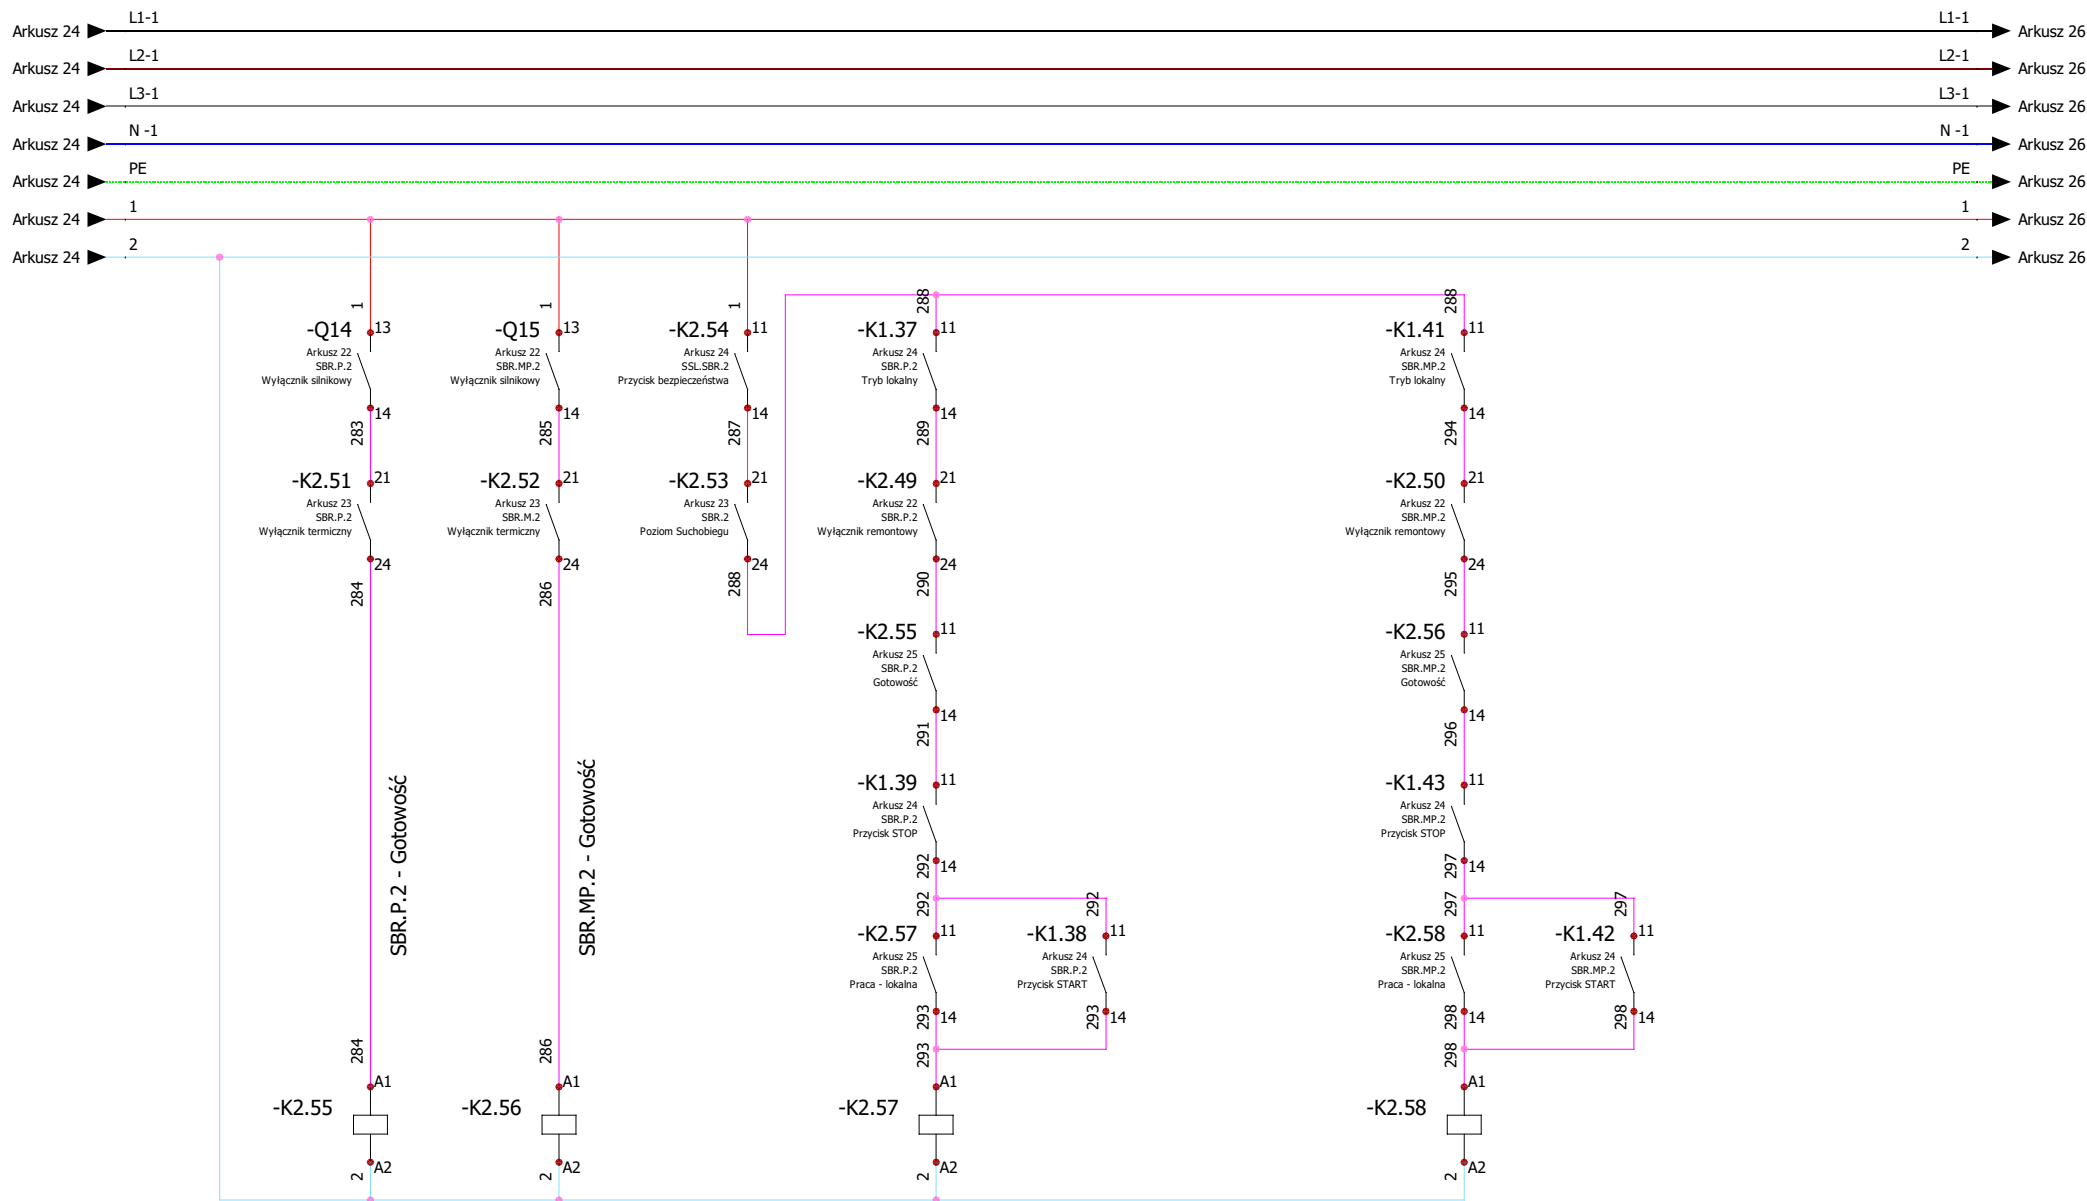 L1-1 L1-1
Arkusz 24 Arkusz 26
L2-1 L2-1
Arkusz 24 Arkusz 26
L3-1 L3-1
Arkusz 24 Arkusz 26
N -1 N -1
Arkusz 24 Arkusz 26
PE PE
Arkusz 24 Arkusz 26
1 1
Arkusz 24 Arkusz 26
2 2
Arkusz 24 Arkusz 26
1
-Q14 13
Arkusz 22
SBR.P.2
Wyłącznik silnikowy
14
283
-K2.51 21
Arkusz 23
SBR.P.2
Wyłącznik termiczny
24
284
SBR.P.2 - Gotowość
284
A1
-K2.55
A2
2
1
-Q15 13
Arkusz 22
SBR.MP.2
Wyłącznik silnikowy
14
285
-K2.52 21
Arkusz 23
SBR.M.2
Wyłącznik termiczny
24
286
SBR.MP.2 - Gotowość
286
A1
-K2.56
A2
2
1
-K2.54 11
Arkusz 24
SSL.SBR.2
Przycisk bezpieczeństwa
14
287
-K2.53 21
Arkusz 23
SBR.2
Poziom Suchobiegu
24
288
288
-K1.37 11
Arkusz 24
SBR.P.2
Tryb lokalny
14
289
-K2.49 21
Arkusz 22
SBR.P.2
Wyłącznik remontowy
24
290
-K2.55 11
Arkusz 25
SBR.P.2
Gotowość
14
291
-K1.39 11
Arkusz 24
SBR.P.2
Przycisk STOP
14
292
292
-K2.57 11
Arkusz 25
SBR.P.2
Praca - lokalna
14
293
292
-K1.38 11
Arkusz 24
SBR.P.2
Przycisk START
14
293
293
A1
-K2.57
A2
2
288
-K1.41 11
Arkusz 24
SBR.MP.2
Tryb lokalny
14
294
-K2.50 21
Arkusz 22
SBR.MP.2
Wyłącznik remontowy
24
295
-K2.56 11
Arkusz 25
SBR.MP.2
Gotowość
14
296
-K1.43 11
Arkusz 24
SBR.MP.2
Przycisk STOP
14
297
297
-K2.58 11
Arkusz 25
SBR.MP.2
Praca - lokalna
14
298
297
-K1.42 11
Arkusz 24
SBR.MP.2
Przycisk START
14
298
298
A1
-K2.58
A2
2